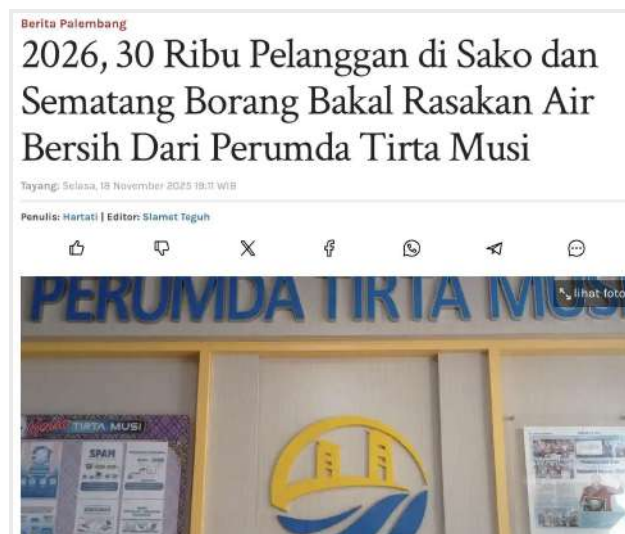 Berita Palembang
2026, 30 Ribu Pelanggan di Sako dan
Sematang Borang Bakal Rasakan Air
Bersih Dari Perumda Tirta Musi
Tayang: Selasa, 18 November 2025 19:11 WIB
Penulis: Hartati | Editor: Slamet Teguh
PERUMDA TIRTA MUSI
lihat foto
TIRTA MUSI
SPAM